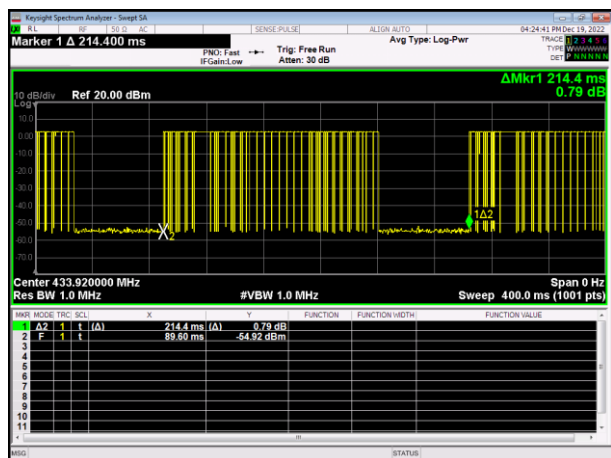 Keysight Spectrum Analyzer - Swept SA
RL RF 50 Ω AC SENSE:PULSE ALIGN AUTO 04:24:41 PM Dec 19, 2022
Marker 1 Δ 214.400 ms
PNO: Fast
IFGain:Low
Trig: Free Run
Atten: 30 dB
Avg Type: Log-Pwr
TRACE 1 2 3 4 5 6
TYPE WWWWWW
DET P N N N N N
ΔMkr1 214.4 ms
0.79 dB
10 dB/div Ref 20.00 dBm
Log
10.0
0.00
-10.0
-20.0
-30.0
-40.0
-50.0
-60.0
-70.0
X2
1Δ2
Center 433.920000 MHz Span 0 Hz
Res BW 1.0 MHz #VBW 1.0 MHz Sweep 400.0 ms (1001 pts)
MKR MODE TRC SCL X Y FUNCTION FUNCTION WIDTH FUNCTION VALUE
1 Δ2 1 t (Δ) 214.4 ms (Δ) 0.79 dB
2 F 1 t 89.60 ms -54.92 dBm
3
4
5
6
7
8
9
10
11
MSG STATUS